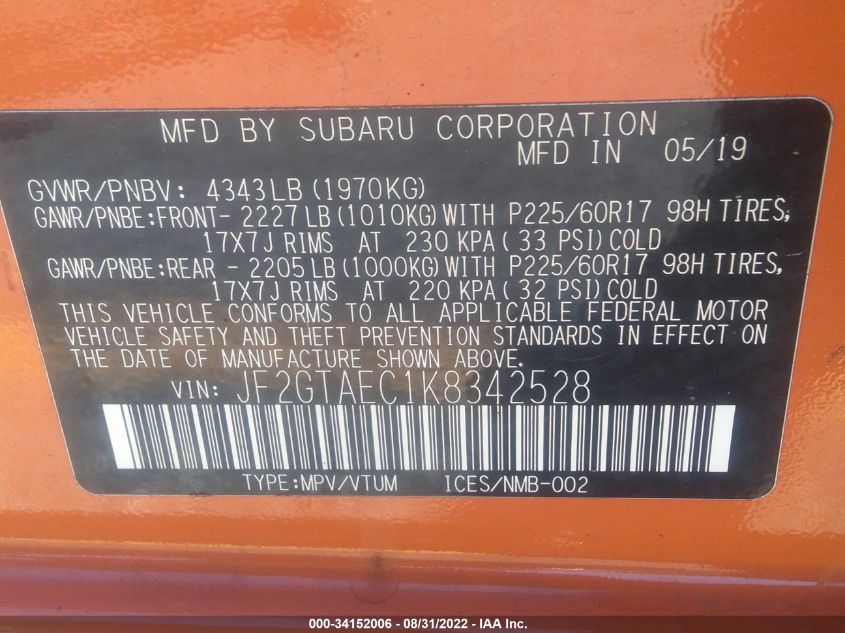 MFD BY SUBARU CORPORATION
MFD IN 05/19
GVWR/PNBV: 4343LB (1970KG)
GAWR/PNBE:FRONT- 2227LB (1010KG) WITH P225/60R17 98H TIRES,
17X7J RIMS AT 230 KPA ( 33 PSI) COLD
GAWR/PNBE:REAR - 2205LB (1000KG) WITH P225/60R17 98H TIRES,
17X7J RIMS AT 220 KPA ( 32 PSI) COLD
THIS VEHICLE CONFORMS TO ALL APPLICABLE FEDERAL MOTOR
VEHICLE SAFETY AND THEFT PREVENTION STANDARDS IN EFFECT ON
THE DATE OF MANUFACTURE SHOWN ABOVE.
VIN: JF2GTAEC1K8342528
TYPE:MPV/VTUM ICES/NMB-002
000-34152006 - 08/31/2022 - IAA Inc.